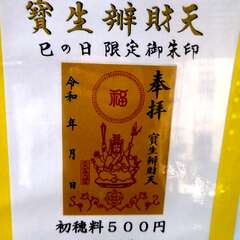 寳生辨財天
巳の日限定御朱印
奉拝
寳生辨財天
福
令和 年 月 日
初穂料500円